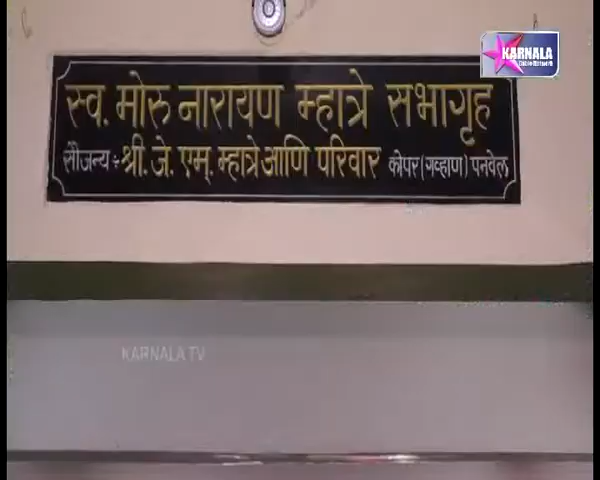 KARNALA
स्व. मोरु नारायण म्हात्रे सभागृह
सौजन्य :- श्री. जे. एम्. म्हात्रे आणि परिवार कोपर (गव्हाण) पनवेल
KARNALA TV